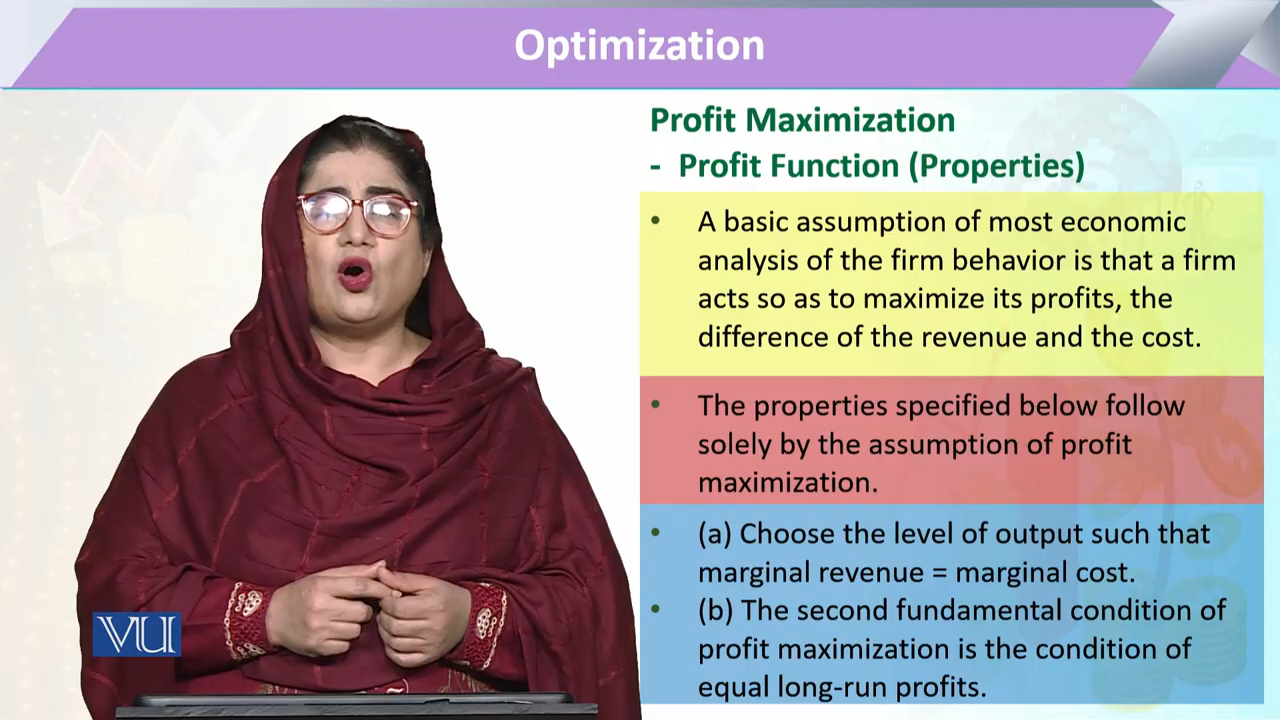 Optimization
Profit Maximization
- Profit Function (Properties)
• A basic assumption of most economic
analysis of the firm behavior is that a firm
acts so as to maximize its profits, the
difference of the revenue and the cost.
• The properties specified below follow
solely by the assumption of profit
maximization.
• (a) Choose the level of output such that
marginal revenue = marginal cost.
• (b) The second fundamental condition of
profit maximization is the condition of
equal long-run profits.
VU